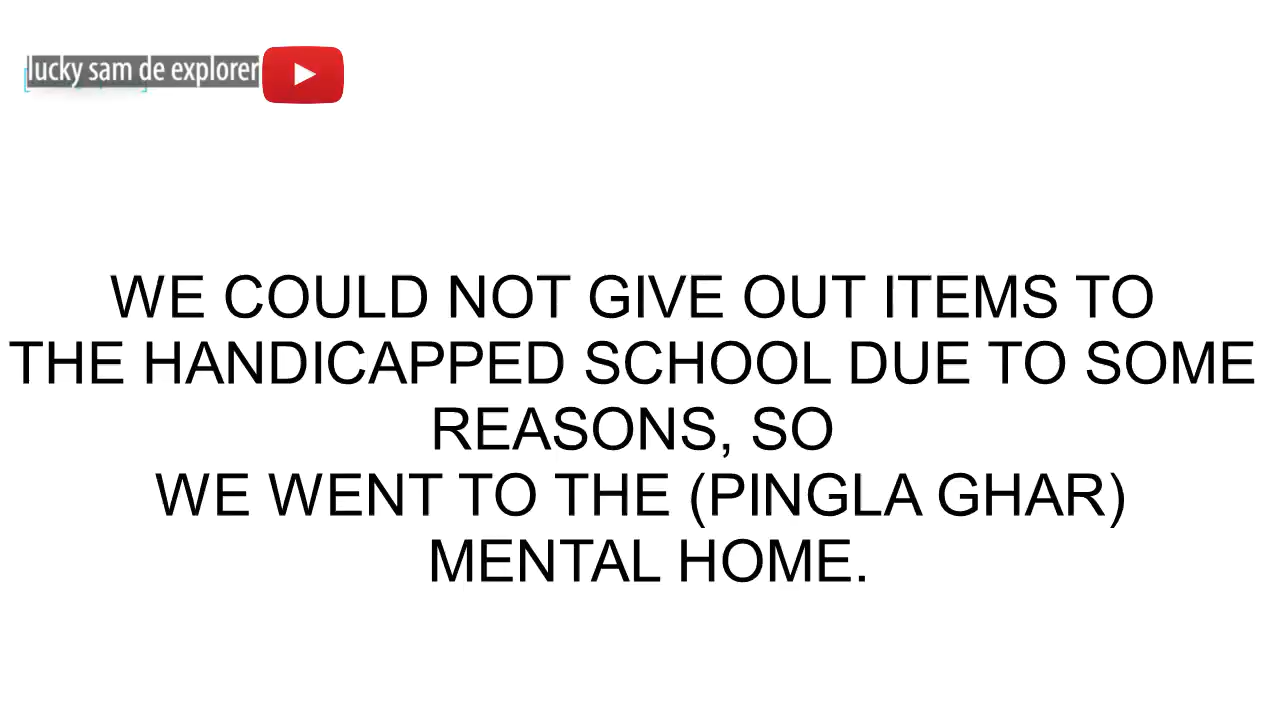 lucky sam de explorer
WE COULD NOT GIVE OUT ITEMS TO
THE HANDICAPPED SCHOOL DUE TO SOME
REASONS, SO
WE WENT TO THE (PINGLA GHAR)
MENTAL HOME.